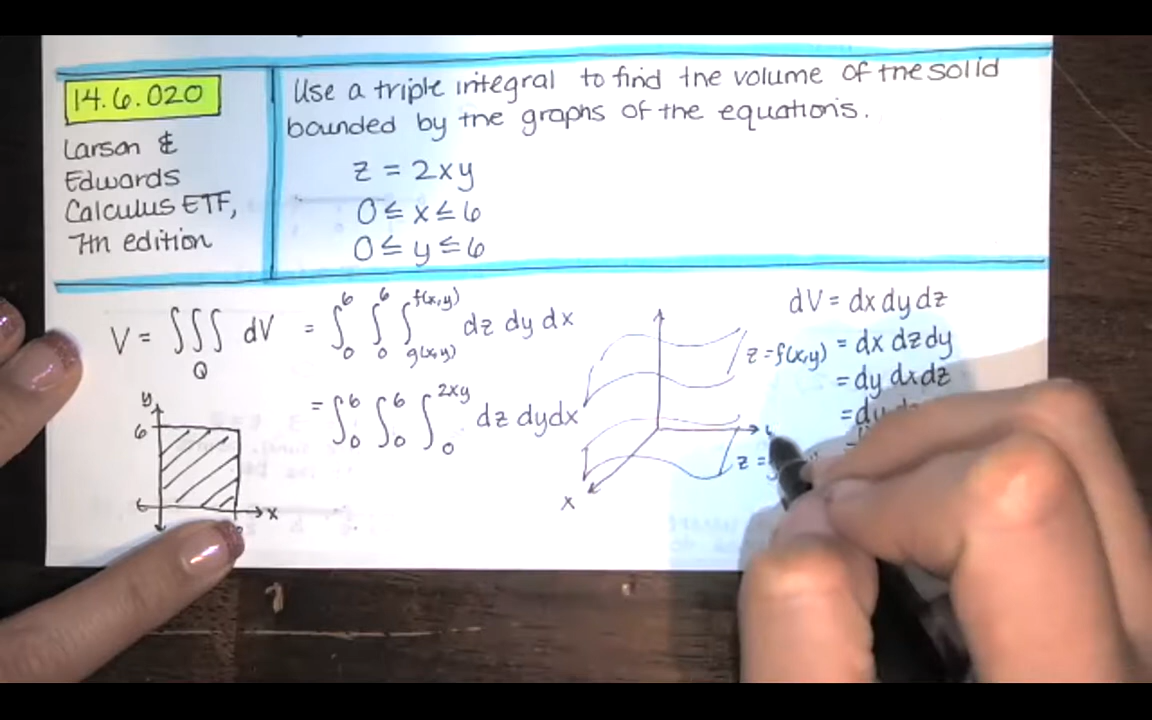 14.6.020
Larson &
Edwards
Calculus ETF,
7th edition
Use a triple integral to find the volume of the solid
bounded by the graphs of the equations.
z = 2xy
0 ≤ x ≤ 6
0 ≤ y ≤ 6
V = ∭_Q dV = ∫_0^6 ∫_0^6 ∫_{g(x,y)}^{f(x,y)} dz dy dx
= ∫_0^6 ∫_0^6 ∫_0^{2xy} dz dy dx
y
6
x
z = f(x,y)
z =
x
dV = dx dy dz
= dx dz dy
= dy dx dz
= dy